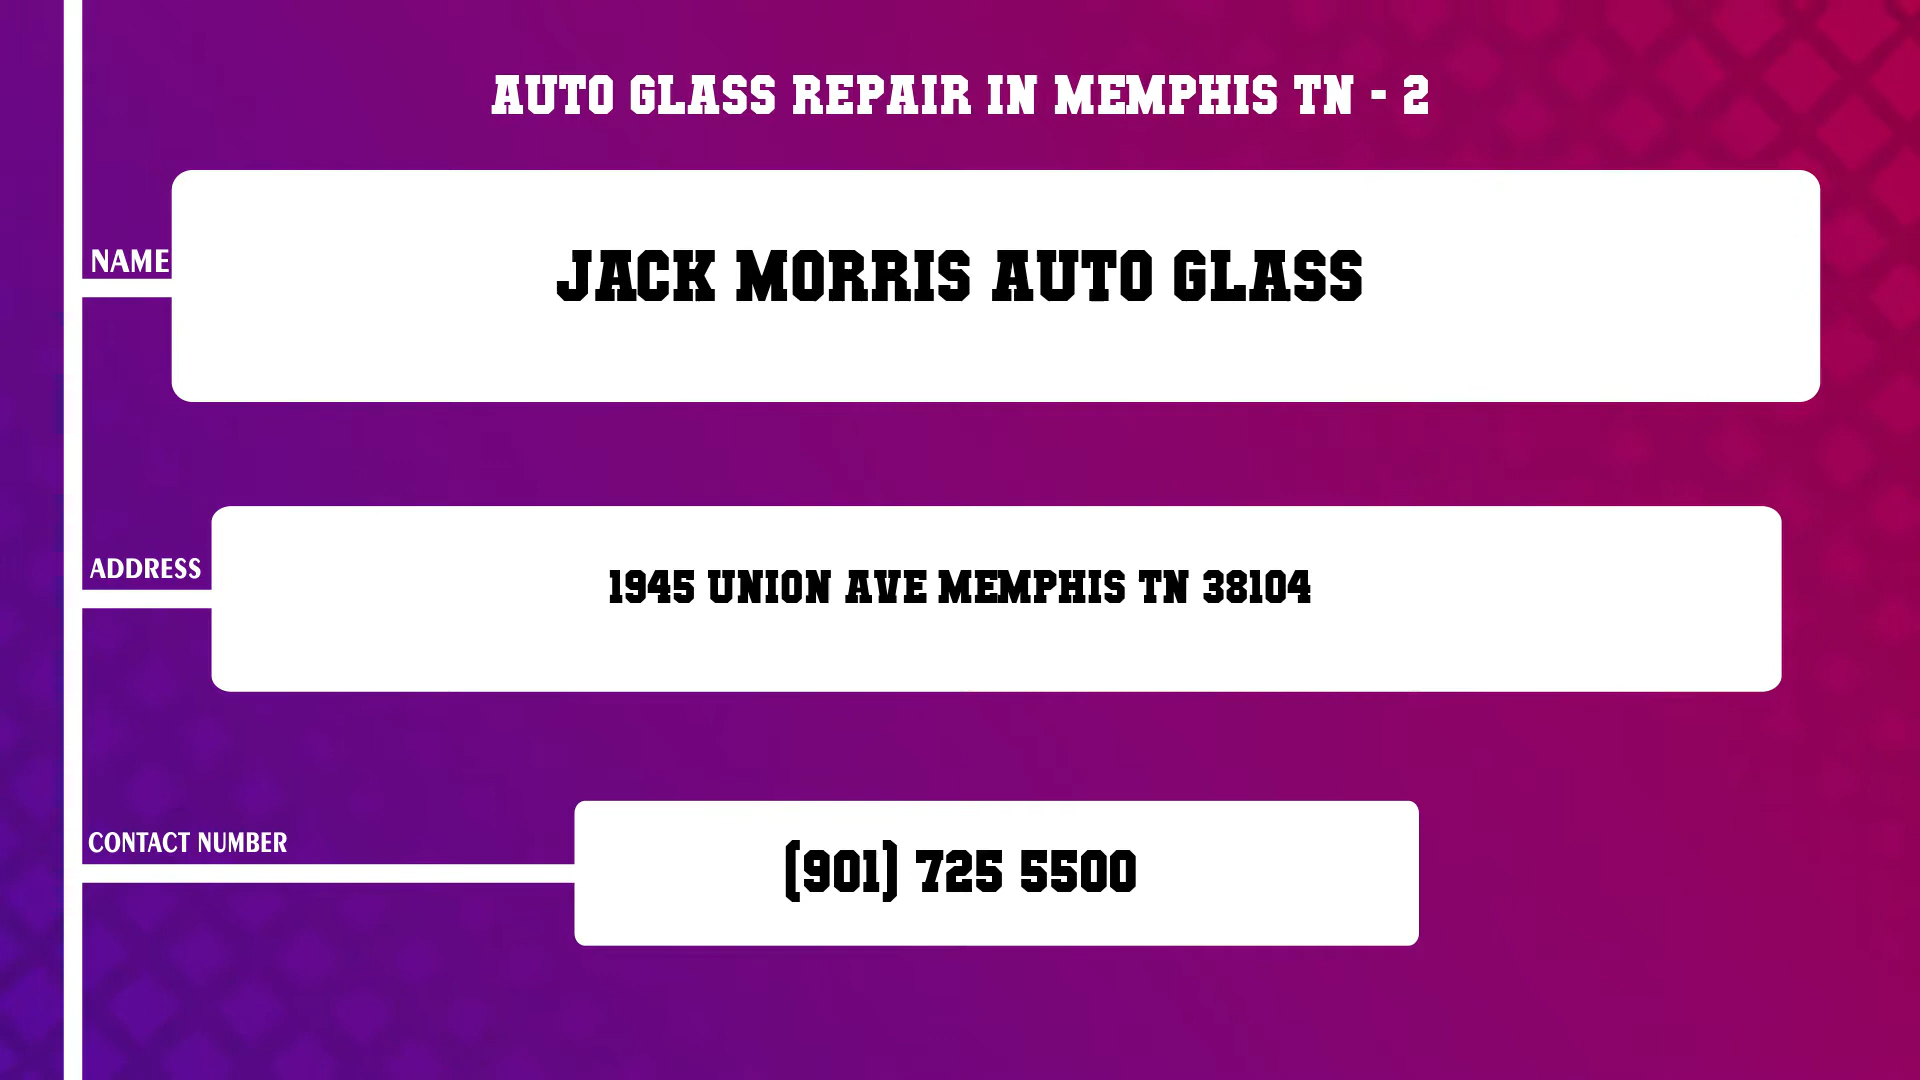 AUTO GLASS REPAIR IN MEMPHIS TN - 2
NAME
JACK MORRIS AUTO GLASS
ADDRESS
1945 UNION AVE MEMPHIS TN 38104
CONTACT NUMBER
(901) 725 5500